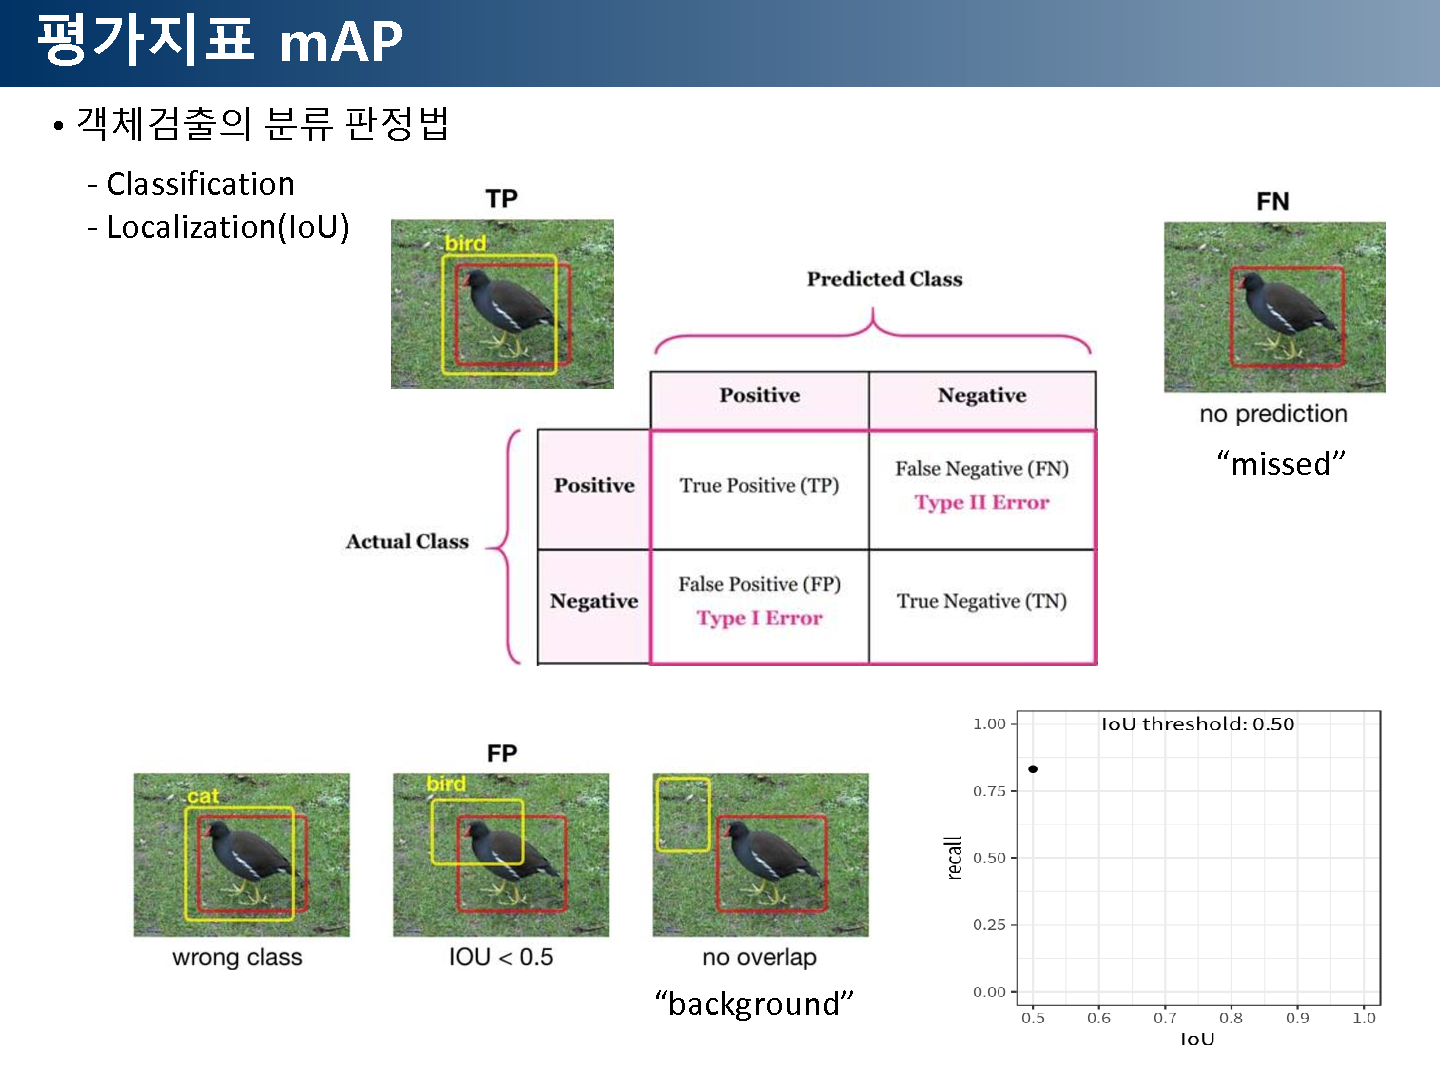 평가지표 mAP
• 객체검출의 분류 판정법
- Classification
- Localization(IoU)
TP
bird
FN
no prediction
“missed”
Predicted Class
Positive
Negative
Actual Class
Positive
True Positive (TP)
False Negative (FN)
Type II Error
Negative
False Positive (FP)
Type I Error
True Negative (TN)
FP
cat
wrong class
bird
IOU < 0.5
no overlap
“background”
IoU threshold: 0.50
recall
1.00
0.75
0.50
0.25
0.00
0.5 0.6 0.7 0.8 0.9 1.0
IoU